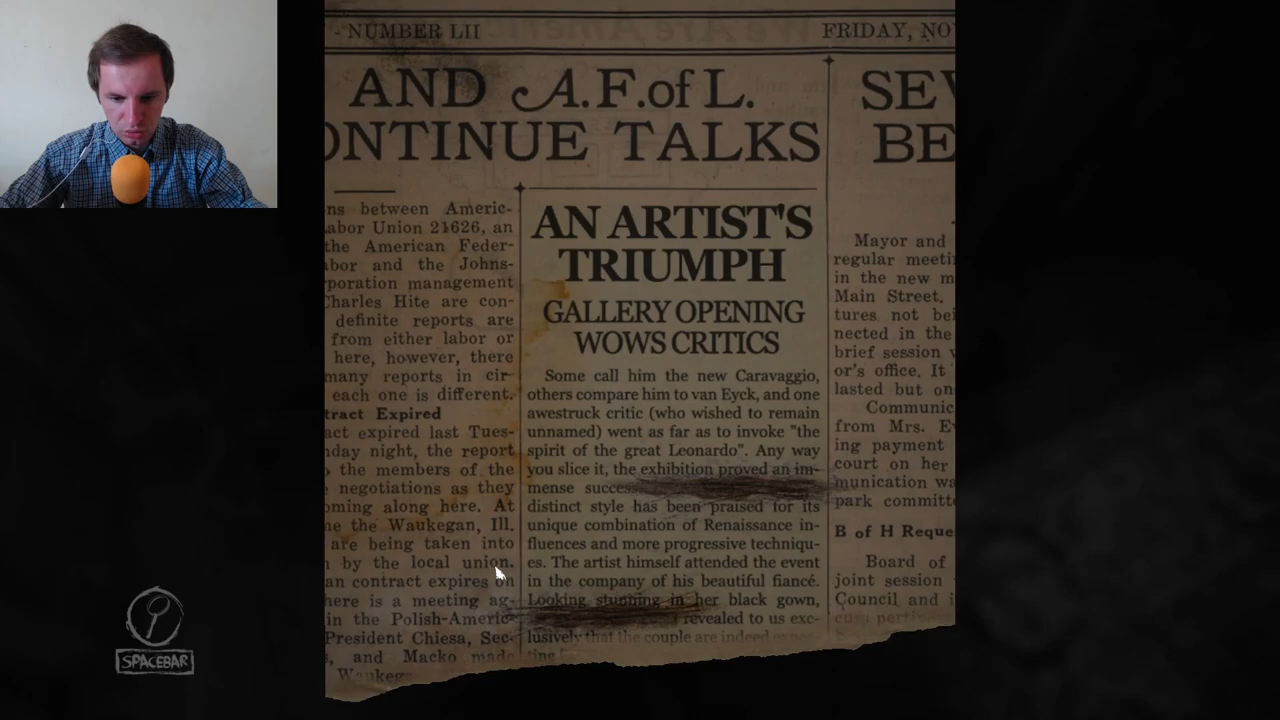 - NUMBER LII
FRIDAY, NO
AND A.F.of L.
ONTINUE TALKS
SEV
BE
ns between Americ-
abor Union 21626, an
the American Feder-
bor and the Johns-
poration management
Charles Hite are con-
definite reports are
from either labor or
here, however, there
many reports in cir-
each one is different.
tract Expired
act expired last Tues-
day night, the report
the members of the
negotiations as they
oming along here. At
the Waukegan, Ill.
are being taken into
by the local union.
an contract expires on
here is a meeting ag-
in the Polish-Americ-
President Chiesa, Sec-
, and Macko made
Waukeg
AN ARTIST'S
TRIUMPH
GALLERY OPENING
WOWS CRITICS
Some call him the new Caravaggio,
others compare him to van Eyck, and one
awestruck critic (who wished to remain
unnamed) went as far as to invoke "the
spirit of the great Leonardo". Any way
you slice it, the exhibition proved an im-
mense succes
distinct style has been praised for its
unique combination of Renaissance in-
fluences and more progressive techniqu-
es. The artist himself attended the event
in the company of his beautiful fiancé.
Looking stunning in her black gown,
revealed to us exc-
lusively that the couple are indeed expec-
ting
Mayor and
regular meetin
in the new m
Main Street.
tures not bei
nected in the
brief session
or's office. It
lasted but on
Communic
from Mrs. Ev
ing payment
court on her
munication wa
park committe
B of H Reque
Board of
joint session
Council and i
SPACEBAR